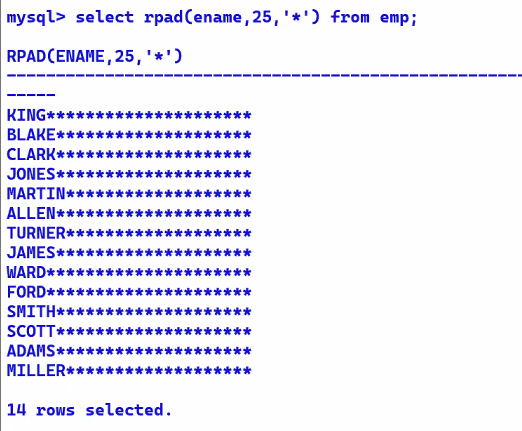 mysql> select rpad(ename,25,'*') from emp;
RPAD(ENAME,25,'*')
-----------------------------------------------------
-----
KING*********************
BLAKE********************
CLARK********************
JONES********************
MARTIN*******************
ALLEN********************
TURNER*******************
JAMES********************
WARD*********************
FORD*********************
SMITH********************
SCOTT********************
ADAMS********************
MILLER*******************
14 rows selected.